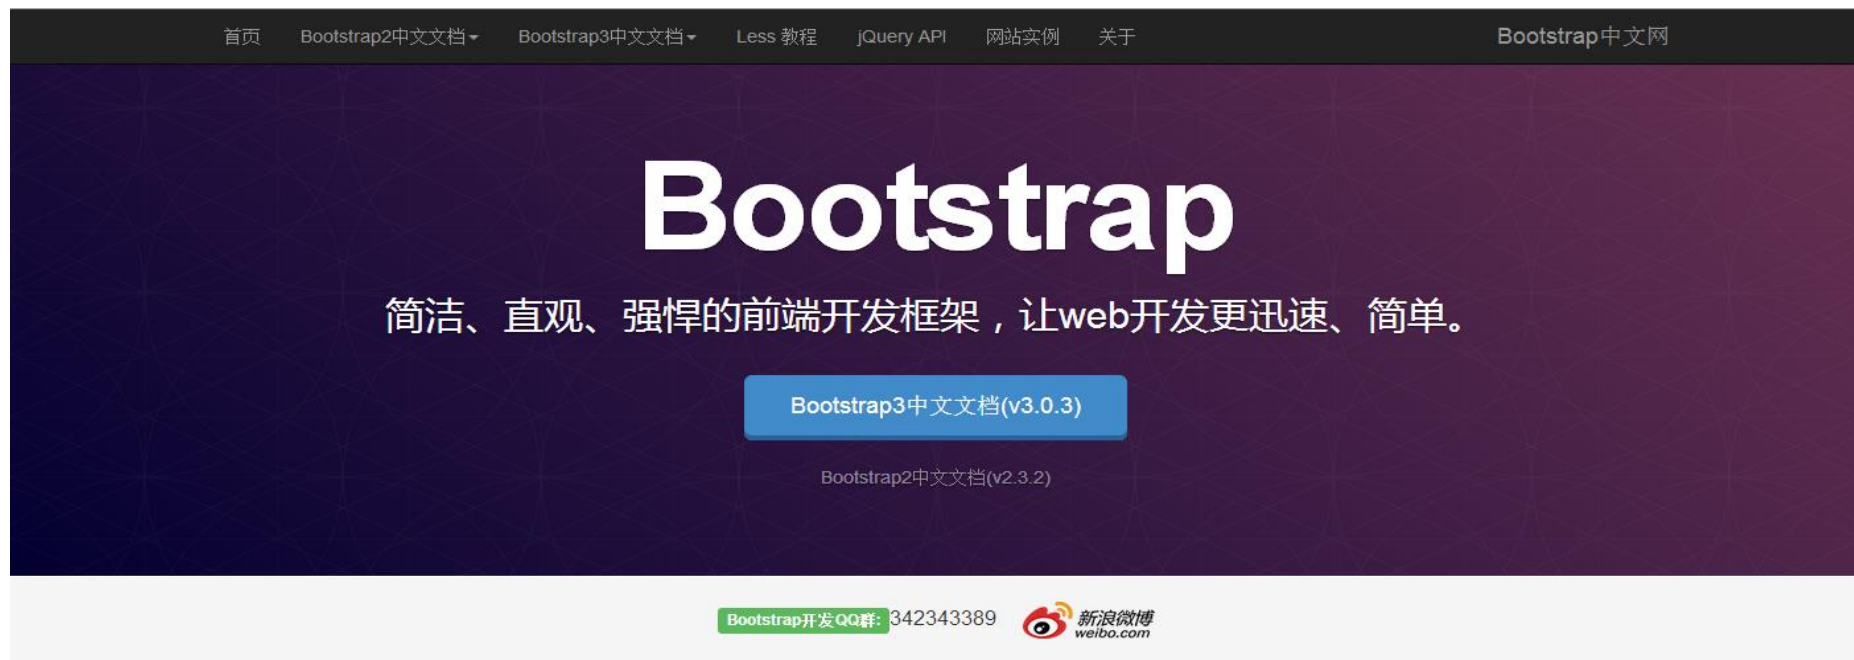 首页 Bootstrap2中文文档 Bootstrap3中文文档 Less 教程 jQuery API 网站实例 关于 Bootstrap中文网
Bootstrap
简洁、直观、强悍的前端开发框架，让web开发更迅速、简单。
Bootstrap3中文文档(v3.0.3)
Bootstrap2中文文档(v2.3.2)
Bootstrap开发QQ群: 342343389 新浪微博
weibo.com